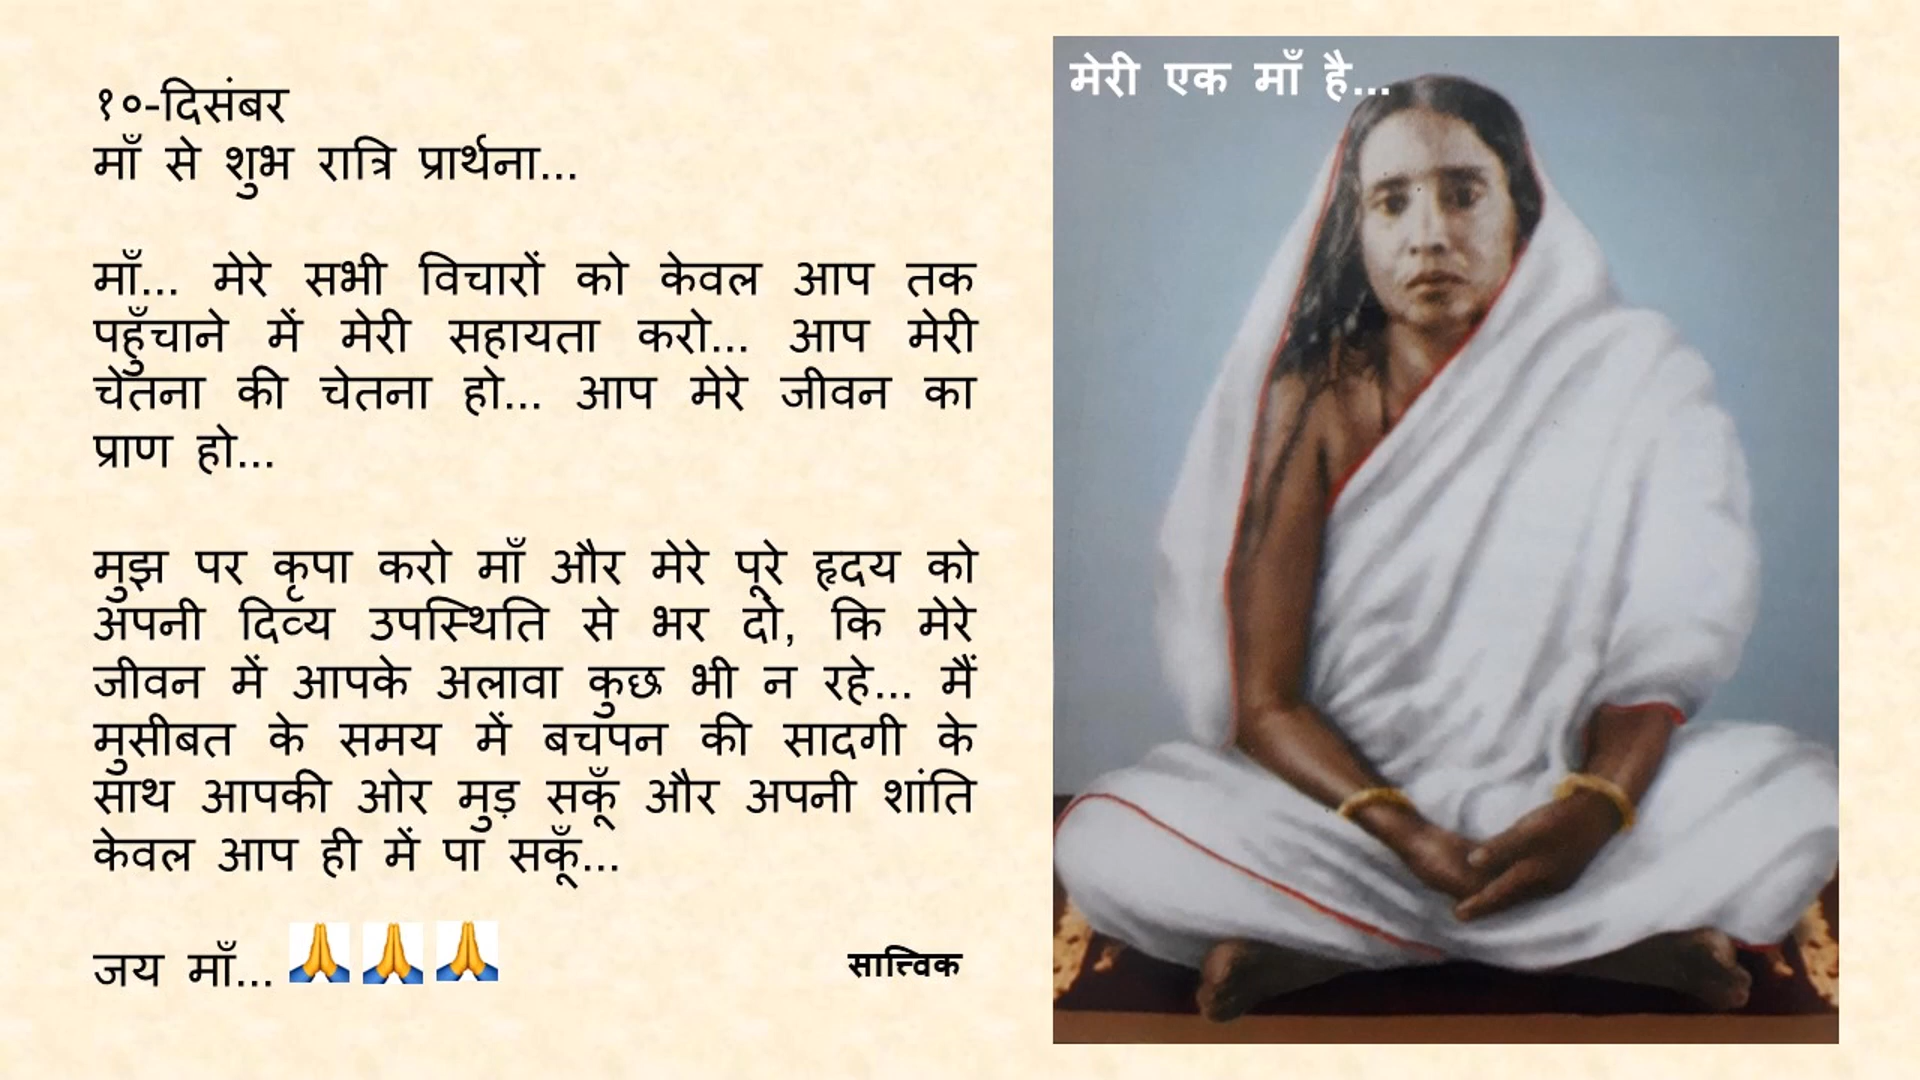 १०-दिसंबर
माँ से शुभ रात्रि प्रार्थना...
माँ... मेरे सभी विचारों को केवल आप तक
पहुँचाने में मेरी सहायता करो... आप मेरी
चेतना की चेतना हो... आप मेरे जीवन का
प्राण हो...
मुझ पर कृपा करो माँ और मेरे पूरे हृदय को
अपनी दिव्य उपस्थिति से भर दो, कि मेरे
जीवन में आपके अलावा कुछ भी न रहे... मैं
मुसीबत के समय में बचपन की सादगी के
साथ आपकी ओर मुड़ सकूँ और अपनी शांति
केवल आप ही में पा सकूँ...
जय माँ... 🙏 🙏 🙏
सात्त्विक
मेरी एक माँ है...